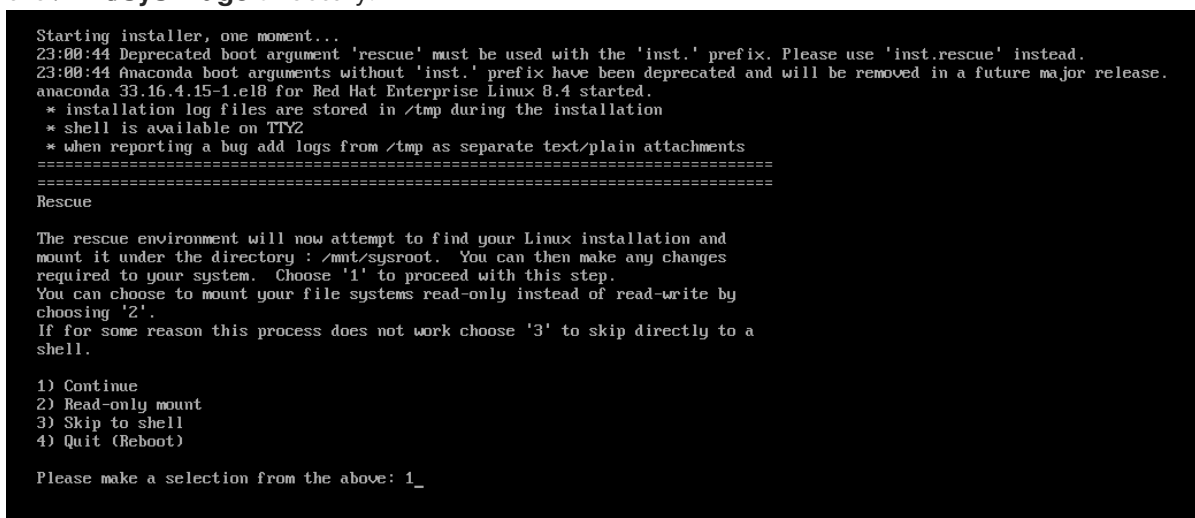 Starting installer, one moment...
23:00:44 Deprecated boot argument 'rescue' must be used with the 'inst.' prefix. Please use 'inst.rescue' instead.
23:00:44 Anaconda boot arguments without 'inst.' prefix have been deprecated and will be removed in a future major release.
anaconda 33.16.4.15-1.el8 for Red Hat Enterprise Linux 8.4 started.
 * installation log files are stored in /tmp during the installation
 * shell is available on TTY2
 * when reporting a bug add logs from /tmp as separate text/plain attachments
================================================================================
================================================================================
Rescue
The rescue environment will now attempt to find your Linux installation and
mount it under the directory : /mnt/sysroot.  You can then make any changes
required to your system.  Choose '1' to proceed with this step.
You can choose to mount your file systems read-only instead of read-write by
choosing '2'.
If for some reason this process does not work choose '3' to skip directly to a
shell.
1) Continue
2) Read-only mount
3) Skip to shell
4) Quit (Reboot)
Please make a selection from the above: 1_